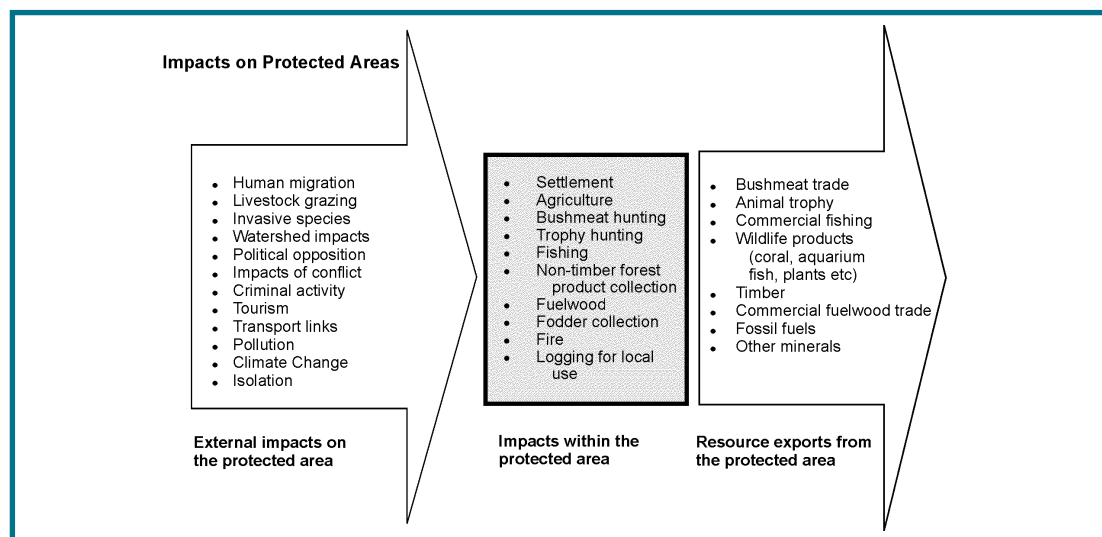 Impacts on Protected Areas
• Human migration
• Livestock grazing
• Invasive species
• Watershed impacts
• Political opposition
• Impacts of conflict
• Criminal activity
• Tourism
• Transport links
• Pollution
• Climate Change
• Isolation
External impacts on
the protected area
• Settlement
• Agriculture
• Bushmeat hunting
• Trophy hunting
• Fishing
• Non-timber forest
product collection
• Fuelwood
• Fodder collection
• Fire
• Logging for local
use
Impacts within the
protected area
• Bushmeat trade
• Animal trophy
• Commercial fishing
• Wildlife products
(coral, aquarium
fish, plants etc)
• Timber
• Commercial fuelwood trade
• Fossil fuels
• Other minerals
Resource exports from
the protected area